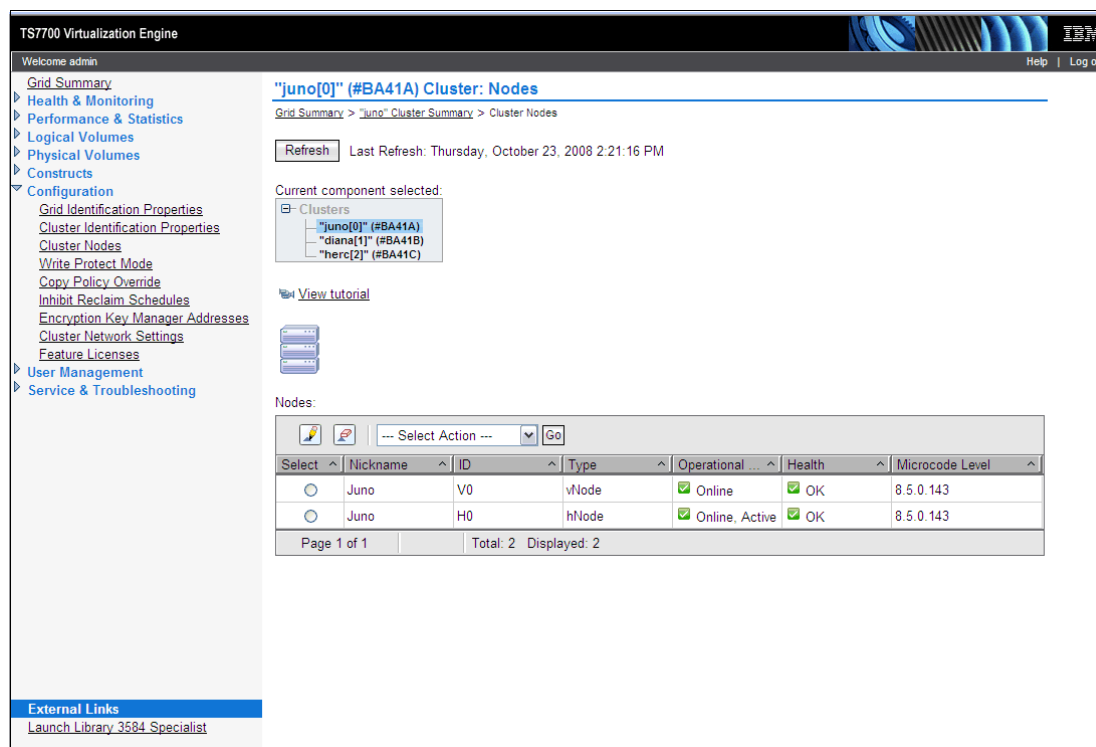 TS7700 Virtualization Engine
IBM
Welcome admin
Help | Log o
Grid Summary
Health & Monitoring
Performance & Statistics
Logical Volumes
Physical Volumes
Constructs
Configuration
Grid Identification Properties
Cluster Identification Properties
Cluster Nodes
Write Protect Mode
Copy Policy Override
Inhibit Reclaim Schedules
Encryption Key Manager Addresses
Cluster Network Settings
Feature Licenses
User Management
Service & Troubleshooting
External Links
Launch Library 3584 Specialist
"juno[0]" (#BA41A) Cluster: Nodes
Grid Summary > "juno" Cluster Summary > Cluster Nodes
Refresh Last Refresh: Thursday, October 23, 2008 2:21:16 PM
Current component selected:
Clusters
"juno[0]" (#BA41A)
"diana[1]" (#BA41B)
"herc[2]" (#BA41C)
View tutorial
Nodes:
--- Select Action --- Go
Select Nickname ID Type Operational ... Health Microcode Level
Juno V0 vNode Online OK 8.5.0.143
Juno H0 hNode Online, Active OK 8.5.0.143
Page 1 of 1 Total: 2 Displayed: 2